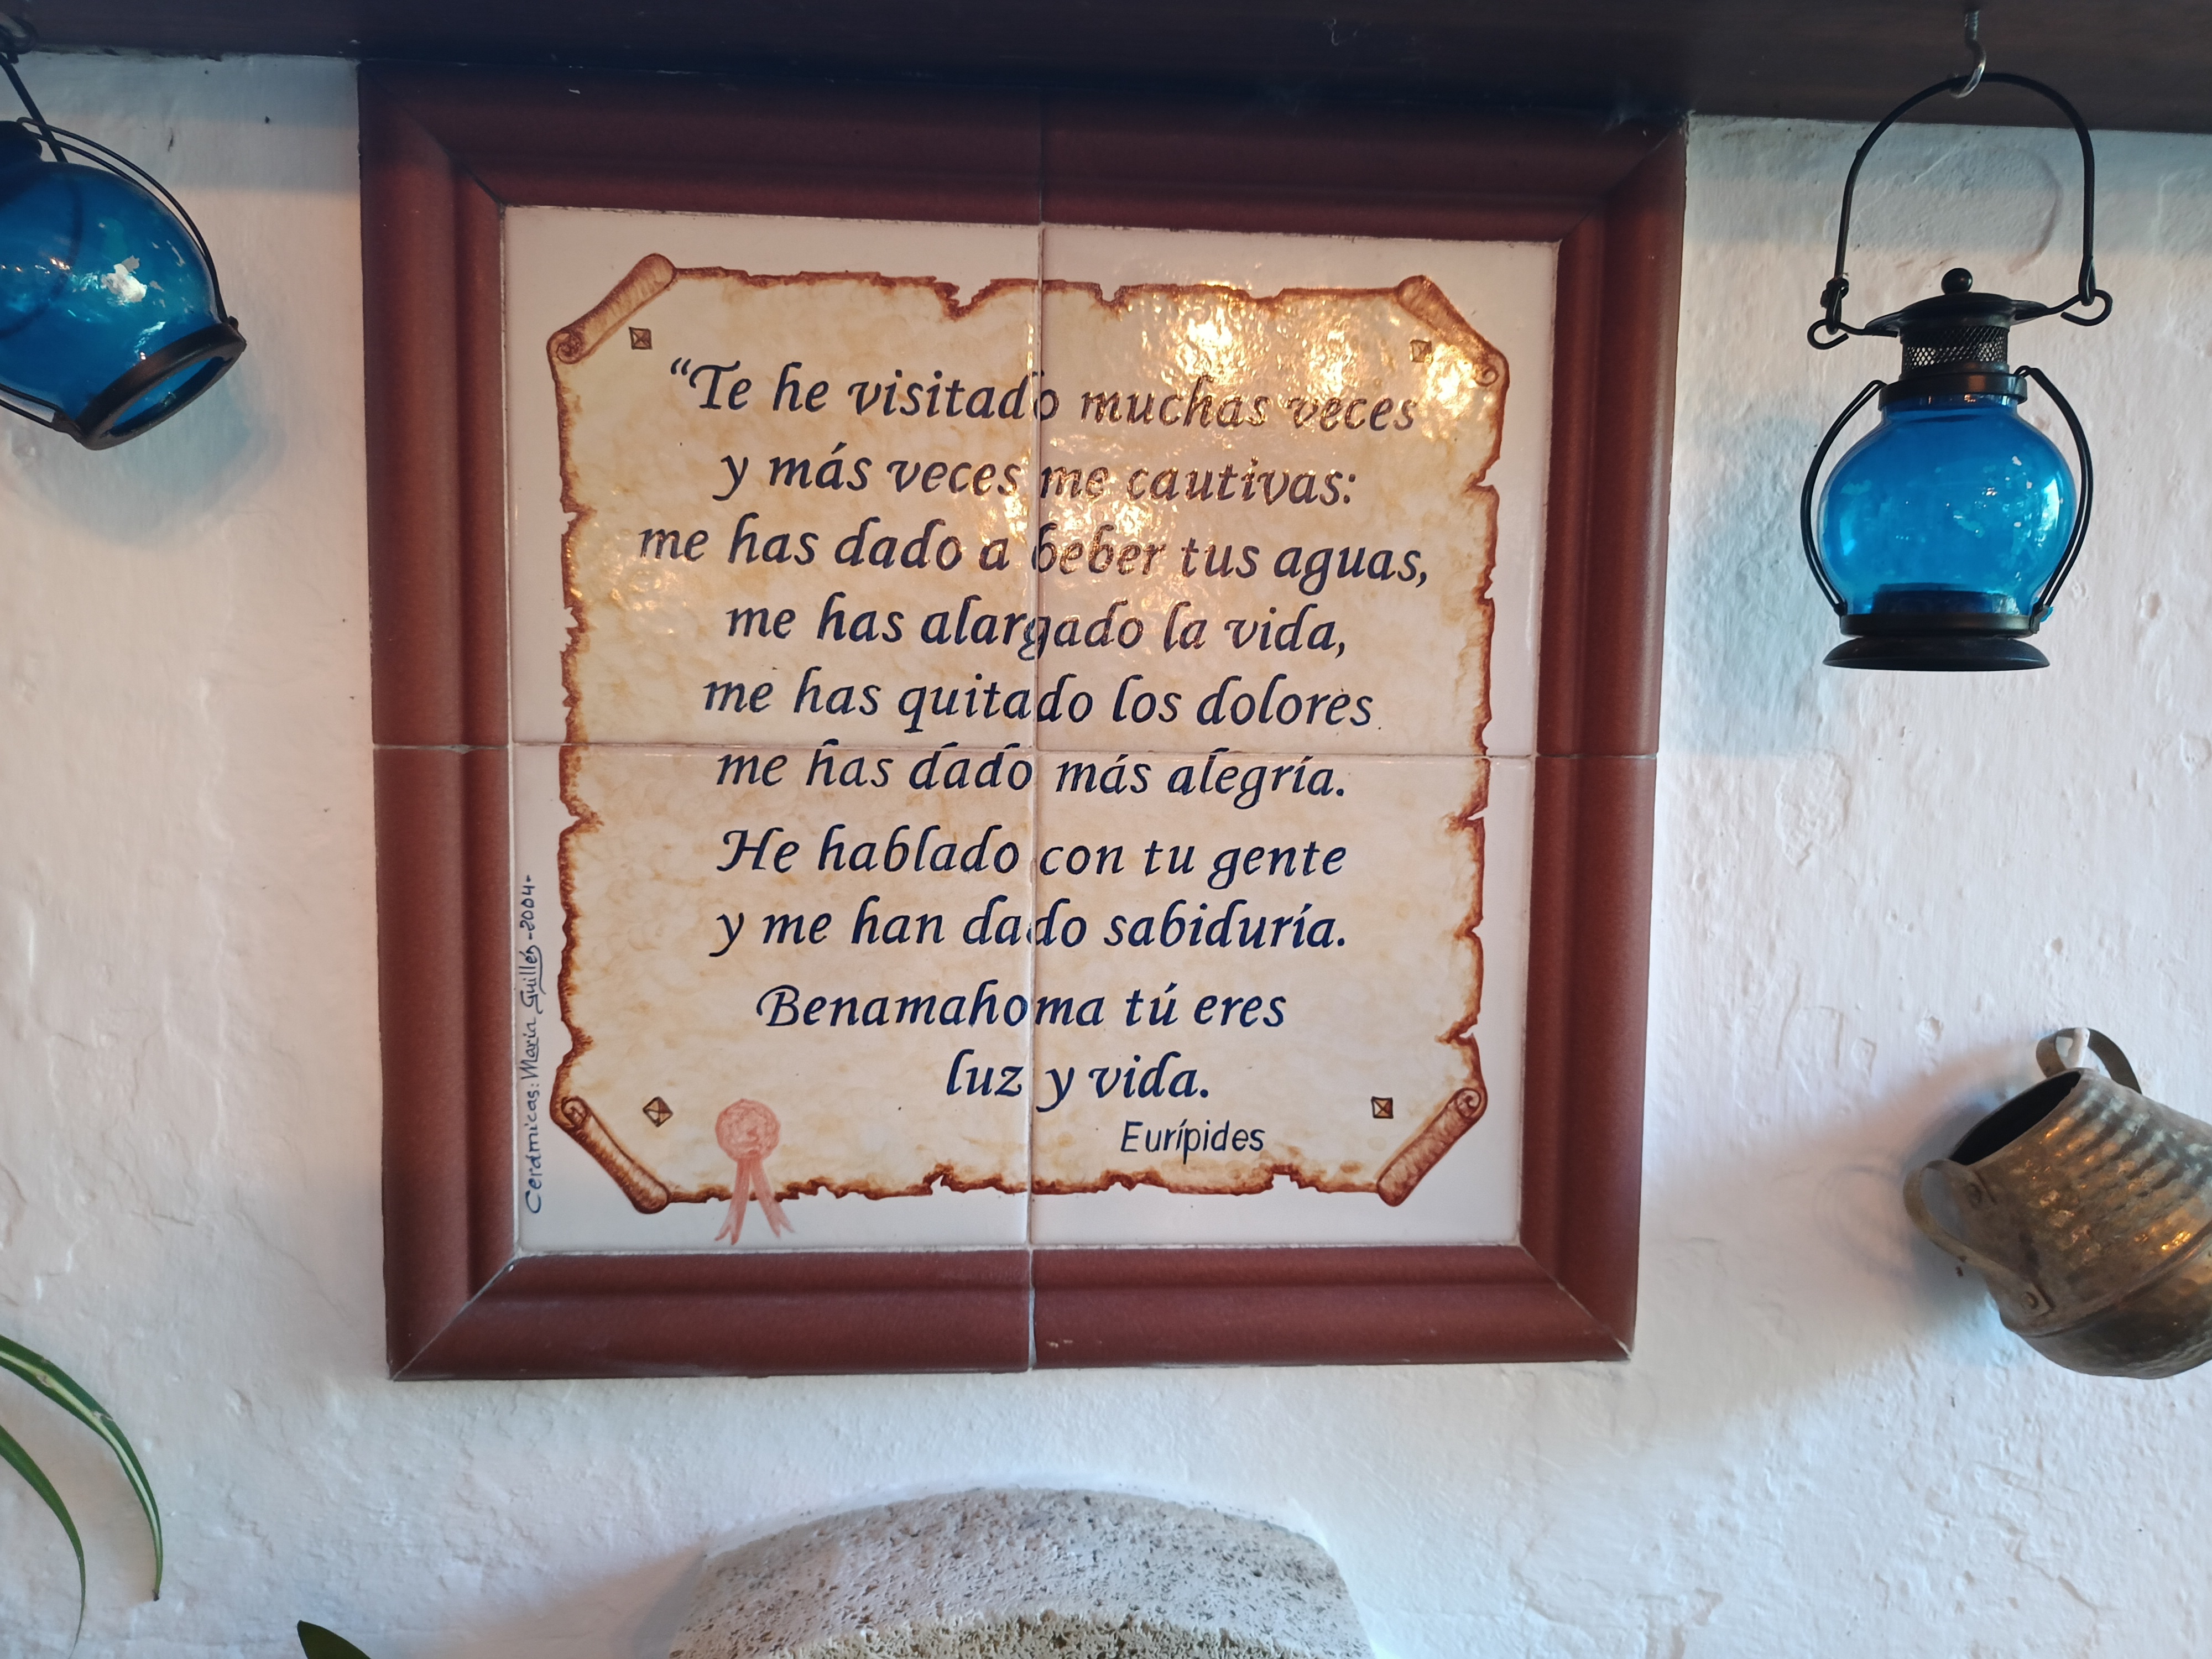 “Te he visitado muchas veces
y más veces me cautivas:
me has dado a beber tus aguas,
me has alargado la vida,
me has quitado los dolores
me has dado más alegría.
He hablado con tu gente
y me han dado sabiduría.
Benamahoma tú eres
luz y vida.
Eurípides
Cerámicas: María Guillén -2004-